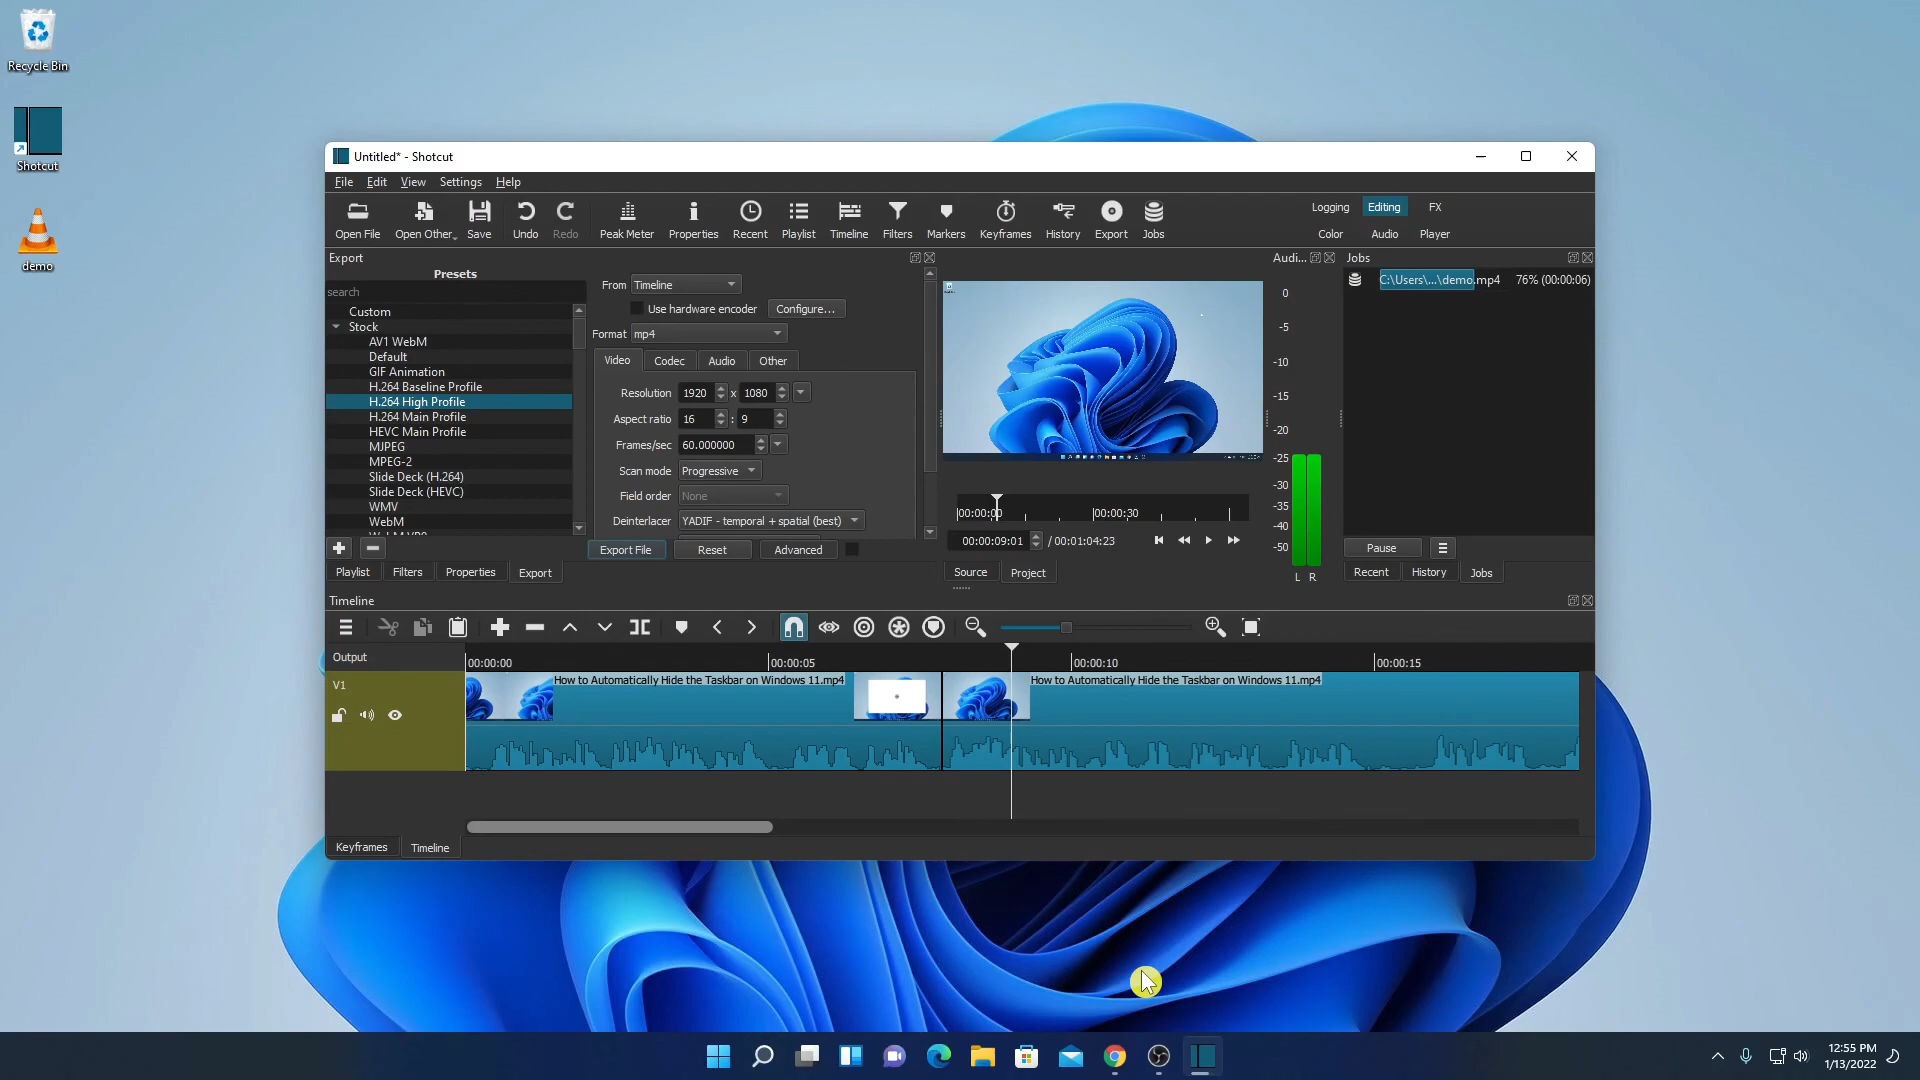 Recycle Bin
Shotcut
demo
Untitled* - Shotcut
File Edit View Settings Help
Open File Open Other... Save Undo Redo Peak Meter Properties Recent Playlist Timeline Filters Markers Keyframes History Export Jobs
Logging Editing FX
Color Audio Player
Export
Presets
search
Custom
Stock
AV1 WebM
Default
GIF Animation
H.264 Baseline Profile
H.264 High Profile
H.264 Main Profile
HEVC Main Profile
MJPEG
MPEG-2
Slide Deck (H.264)
Slide Deck (HEVC)
WMV
WebM
From Timeline
Use hardware encoder Configure...
Format mp4
Video Codec Audio Other
Resolution 1920 x 1080
Aspect ratio 16 : 9
Frames/sec 60.000000
Scan mode Progressive
Field order None
Deinterlacer YADIF - temporal + spatial (best)
Export File Reset Advanced
Playlist Filters Properties Export
00:00:00 00:00:30
00:00:09:01 / 00:01:04:23
Source Project
Audi...
0
-5
-10
-15
-20
-25
-30
-35
-40
-50
L R
Jobs
C:\Users\...\demo.mp4 76% (00:00:06)
Pause
Recent History Jobs
Timeline
Output
00:00:00 00:00:05 00:00:10 00:00:15
V1
How to Automatically Hide the Taskbar on Windows 11.mp4
How to Automatically Hide the Taskbar on Windows 11.mp4
Keyframes Timeline
12:55 PM
1/13/2022